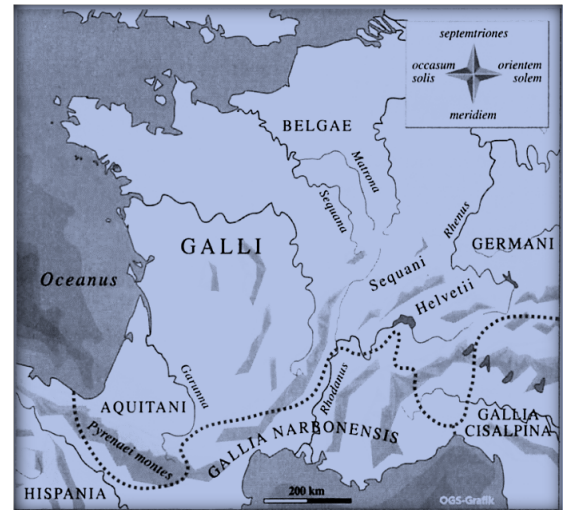 septemtriones
occasum
solis
orientem
solem
meridiem
BELGAE
Matrona
Sequana
Rhenus
GALLI
GERMANI
Oceanus
Sequani
Helvetii
Garunna
Rhodanus
AQUITANI
GALLIA
CISALPINA
GALLIA NARBONENSIS
Pyrenaei montes
HISPANIA
200 km
OGS-Grafik